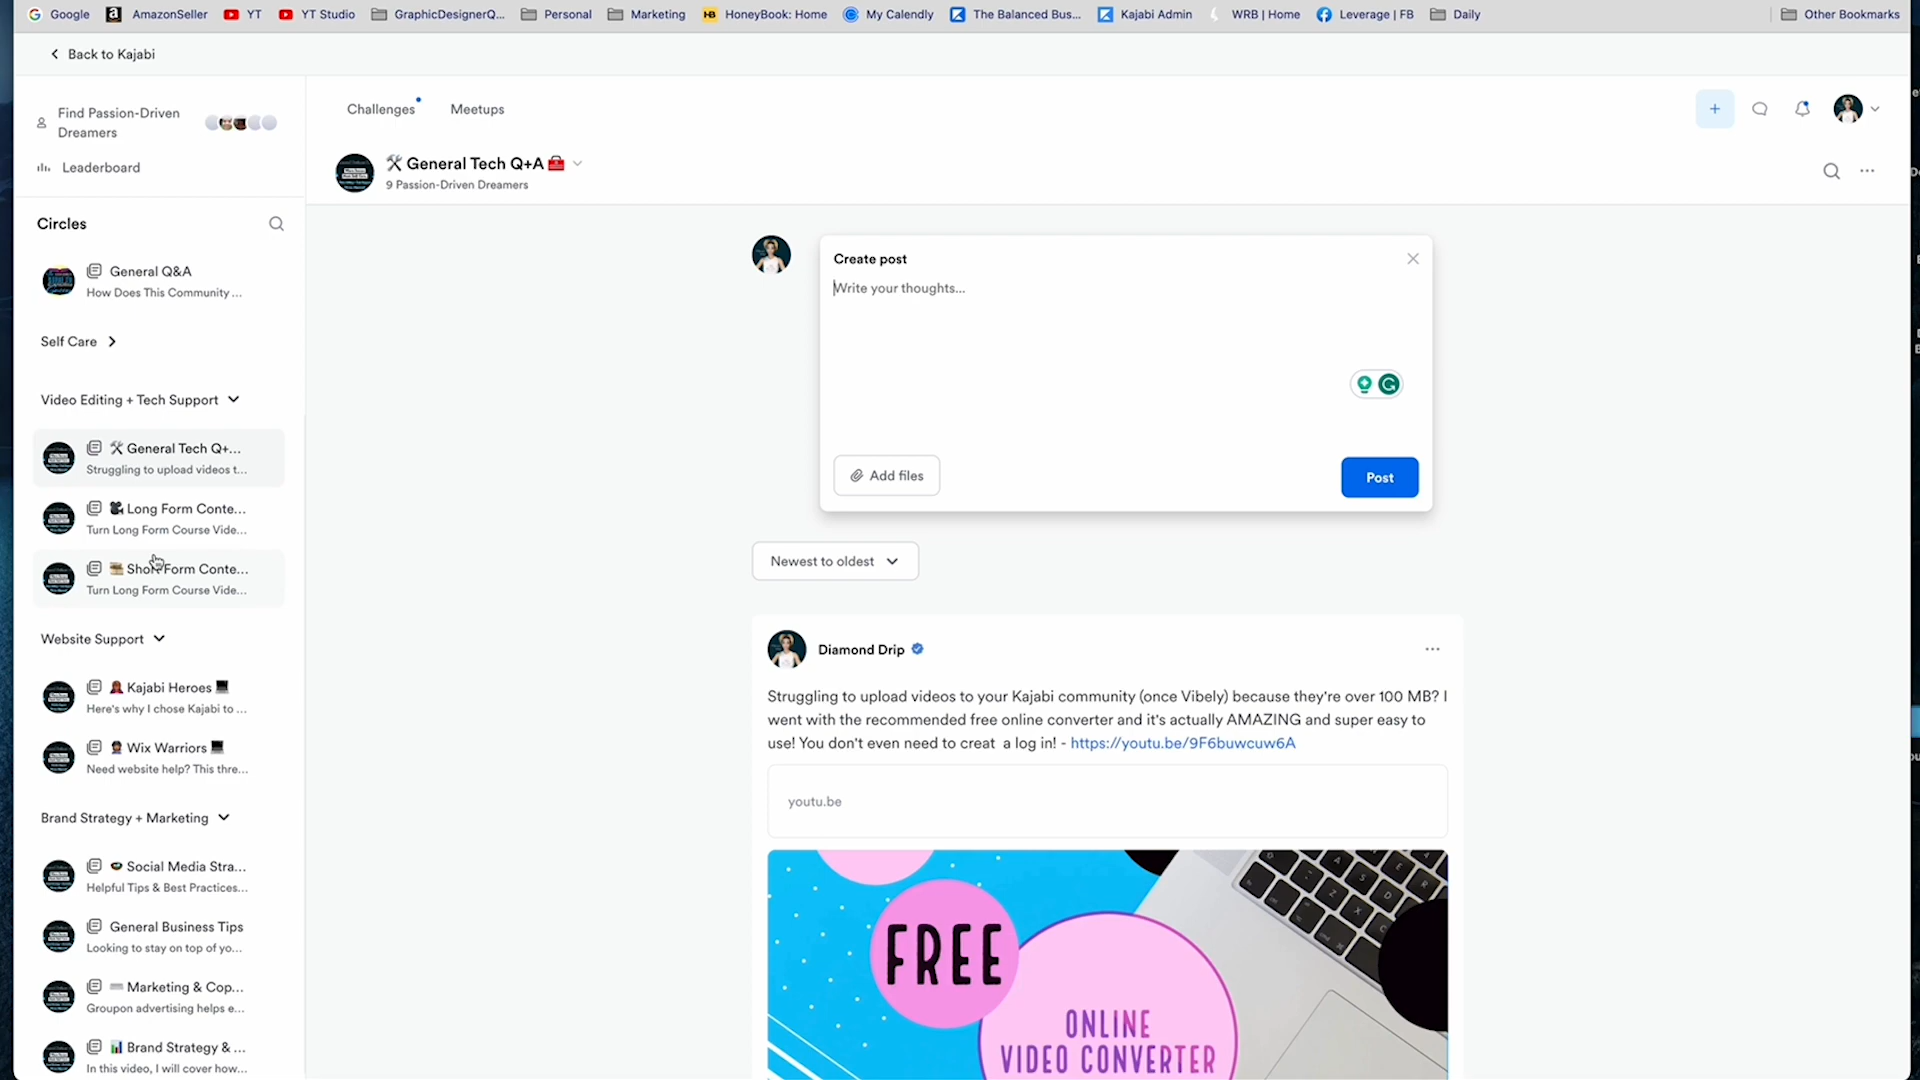 Google AmazonSeller YT YT Studio GraphicDesignerQ... Personal Marketing HoneyBook: Home My Calendly The Balanced Bus... Kajabi Admin WRB | Home Leverage | FB Daily Other Bookmarks
Back to Kajabi
Find Passion-Driven
Dreamers
Leaderboard
Challenges Meetups
🛠 General Tech Q+A 🧰
9 Passion-Driven Dreamers
Circles
General Q&A
How Does This Community ...
Self Care
Video Editing + Tech Support
🛠 General Tech Q+...
Struggling to upload videos t...
Long Form Conte...
Turn Long Form Course Vide...
Short Form Conte...
Turn Long Form Course Vide...
Website Support
Kajabi Heroes
Here's why I chose Kajabi to ...
Wix Warriors
Need website help? This thre...
Brand Strategy + Marketing
Social Media Stra...
Helpful Tips & Best Practices...
General Business Tips
Looking to stay on top of yo...
Marketing & Cop...
Groupon advertising helps e...
Brand Strategy & ...
In this video, I will cover how...
Create post
Write your thoughts...
Add files
Post
Newest to oldest
Diamond Drip
Struggling to upload videos to your Kajabi community (once Vibely) because they're over 100 MB? I
went with the recommended free online converter and it's actually AMAZING and super easy to
use! You don't even need to creat  a log in! - https://youtu.be/9F6buwcuw6A
youtu.be
FREE
ONLINE
VIDEO CONVERTER